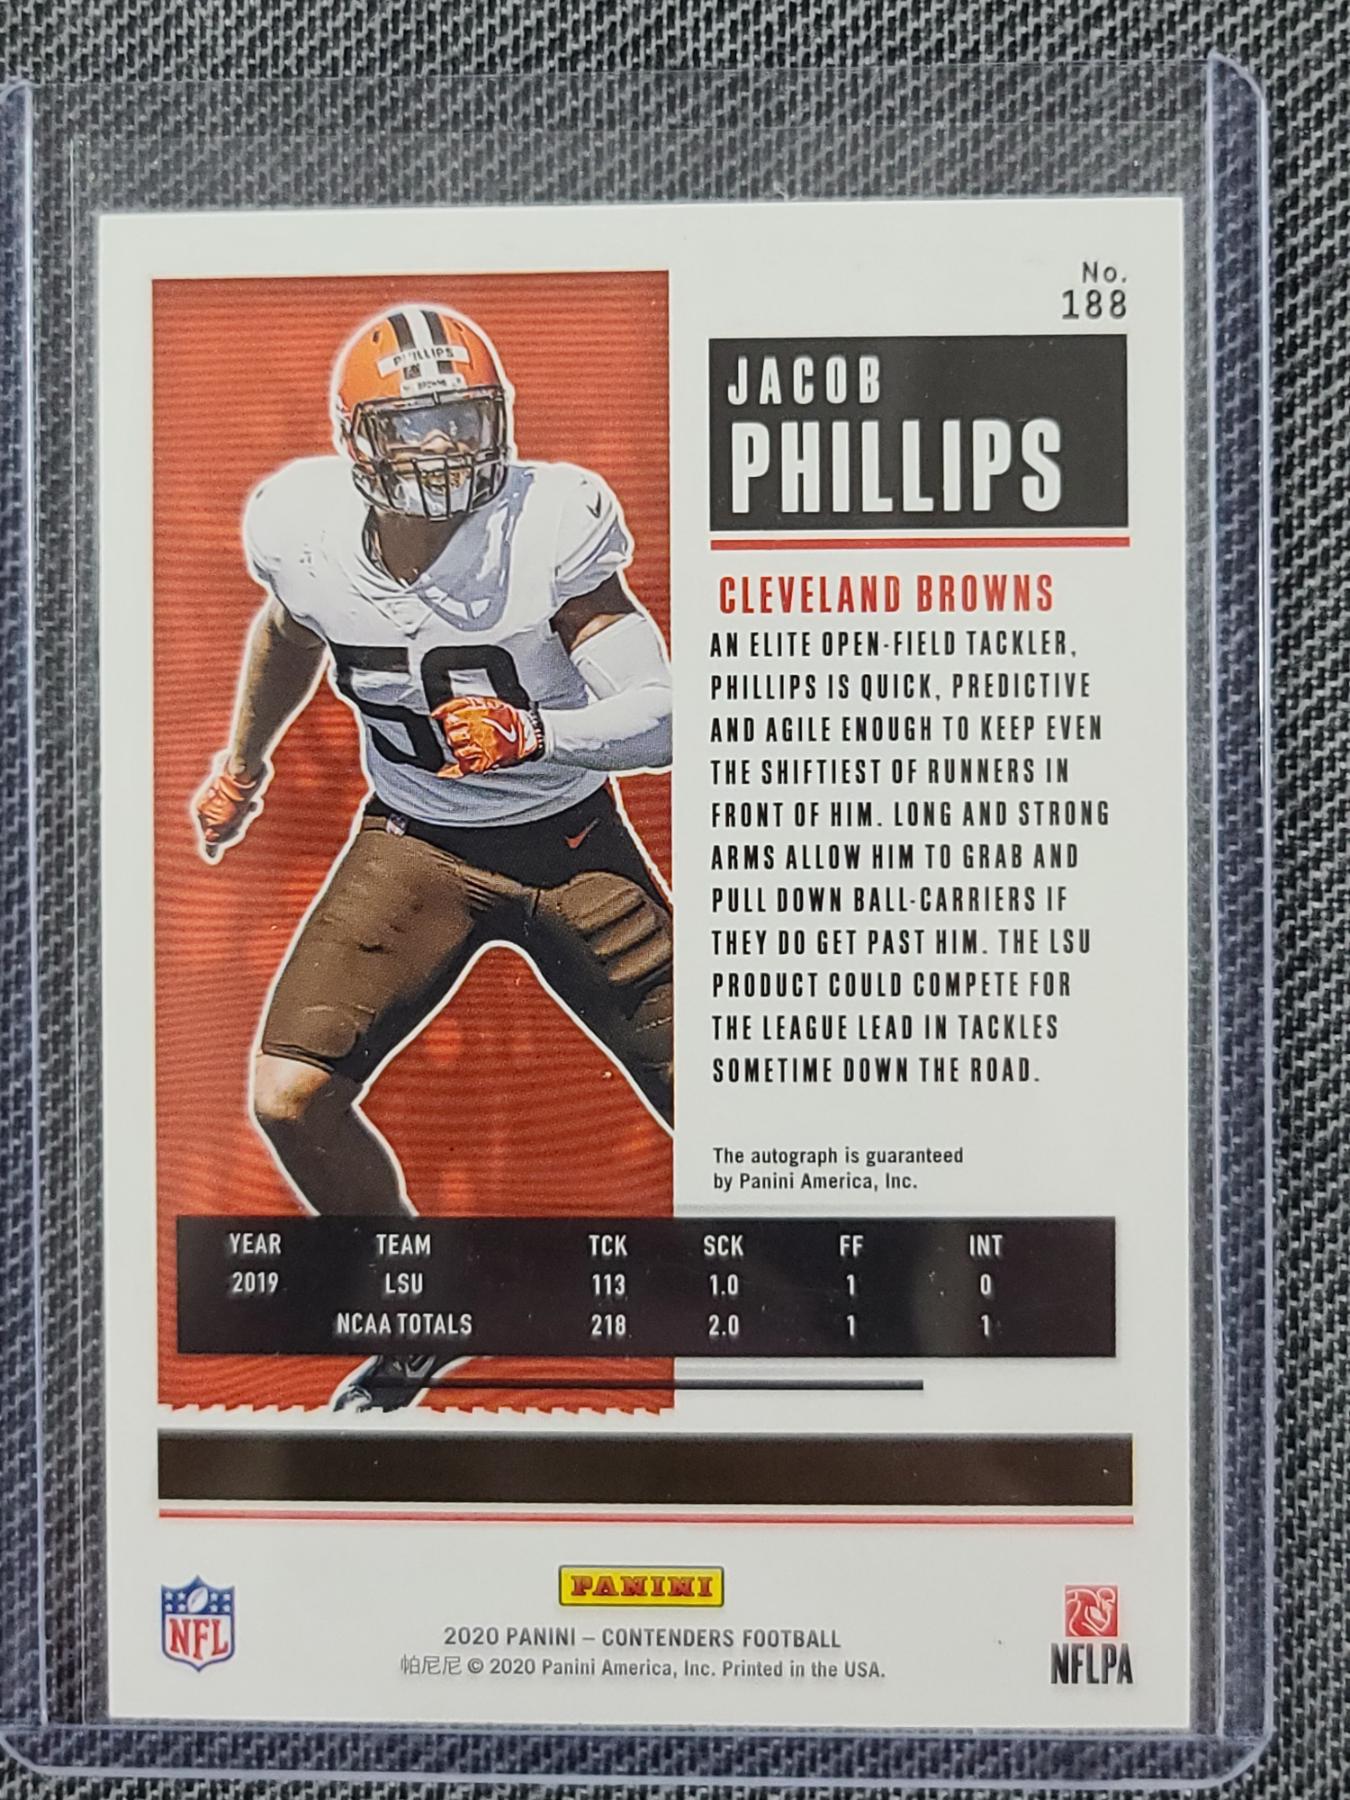 No.
188
JACOB
PHILLIPS
CLEVELAND BROWNS
AN ELITE OPEN-FIELD TACKLER,
PHILLIPS IS QUICK, PREDICTIVE
AND AGILE ENOUGH TO KEEP EVEN
THE SHIFTIEST OF RUNNERS IN
FRONT OF HIM. LONG AND STRONG
ARMS ALLOW HIM TO GRAB AND
PULL DOWN BALL-CARRIERS IF
THEY DO GET PAST HIM. THE LSU
PRODUCT COULD COMPETE FOR
THE LEAGUE LEAD IN TACKLES
SOMETIME DOWN THE ROAD.
The autograph is guaranteed
by Panini America, Inc.
YEAR TEAM TCK SCK FF INT
2019 LSU 113 1.0 1 0
NCAA TOTALS 218 2.0 1 1
PHILLIPS
BROWNS
50
PANINI
NFL
2020 PANINI – CONTENDERS FOOTBALL
帕尼尼 © 2020 Panini America, Inc. Printed in the USA.
NFLPA